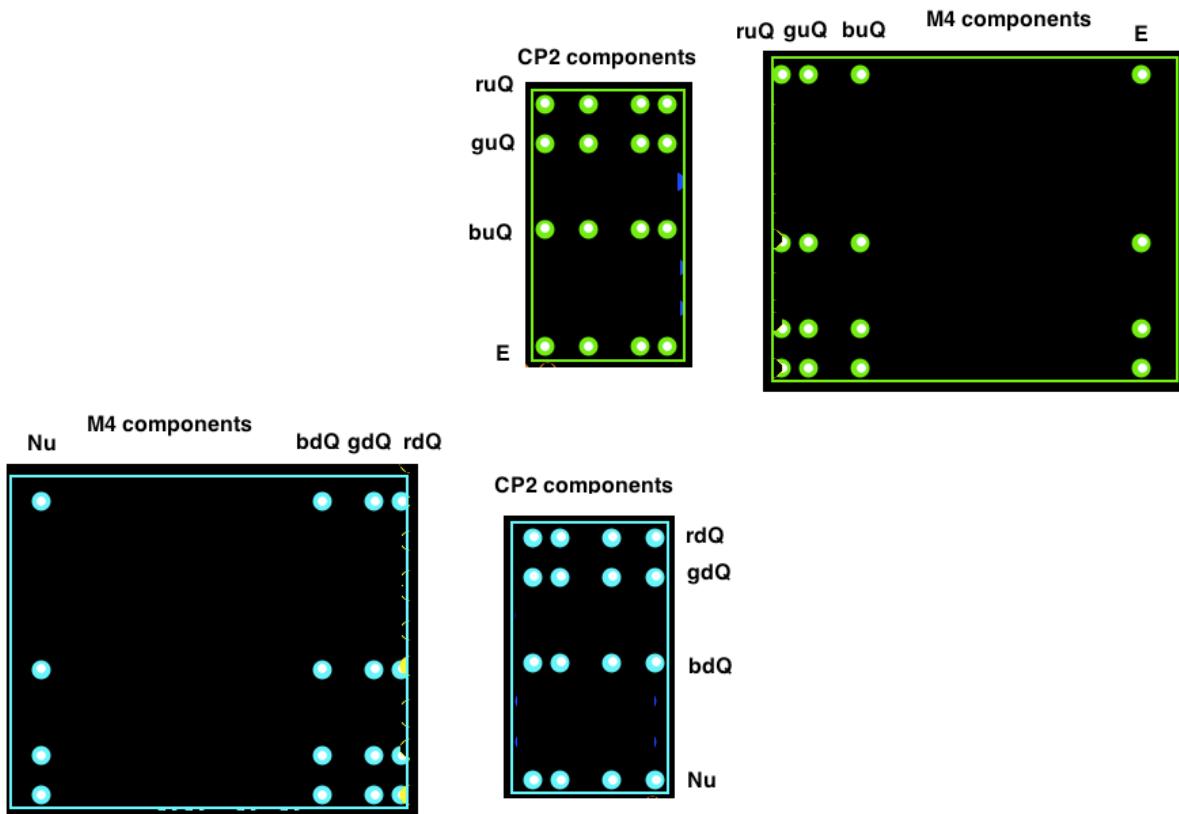 M4 components
ruQ guQ buQ E
CP2 components
ruQ
guQ
buQ
E
M4 components
Nu bdQ gdQ rdQ
CP2 components
rdQ
gdQ
bdQ
Nu